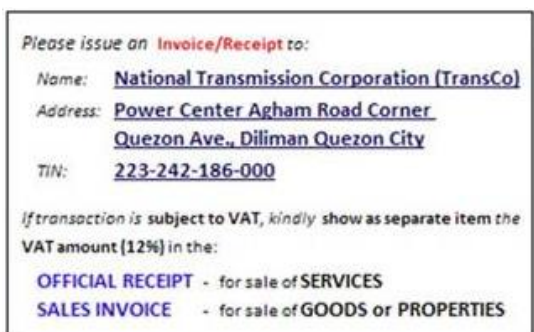 Please issue an Invoice/Receipt to:
Name: National Transmission Corporation (TransCo)
Address: Power Center Agham Road Corner
Quezon Ave., Diliman Quezon City
TIN: 223-242-186-000
If transaction is subject to VAT, kindly show as separate item the
VAT amount (12%) in the:
OFFICIAL RECEIPT - for sale of SERVICES
SALES INVOICE - for sale of GOODS or PROPERTIES